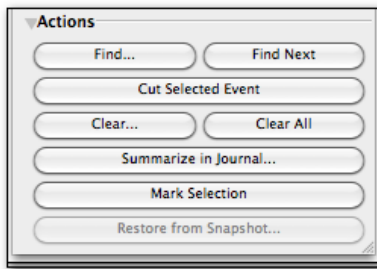 Actions
Find... Find Next
Cut Selected Event
Clear... Clear All
Summarize in Journal...
Mark Selection
Restore from Snapshot...